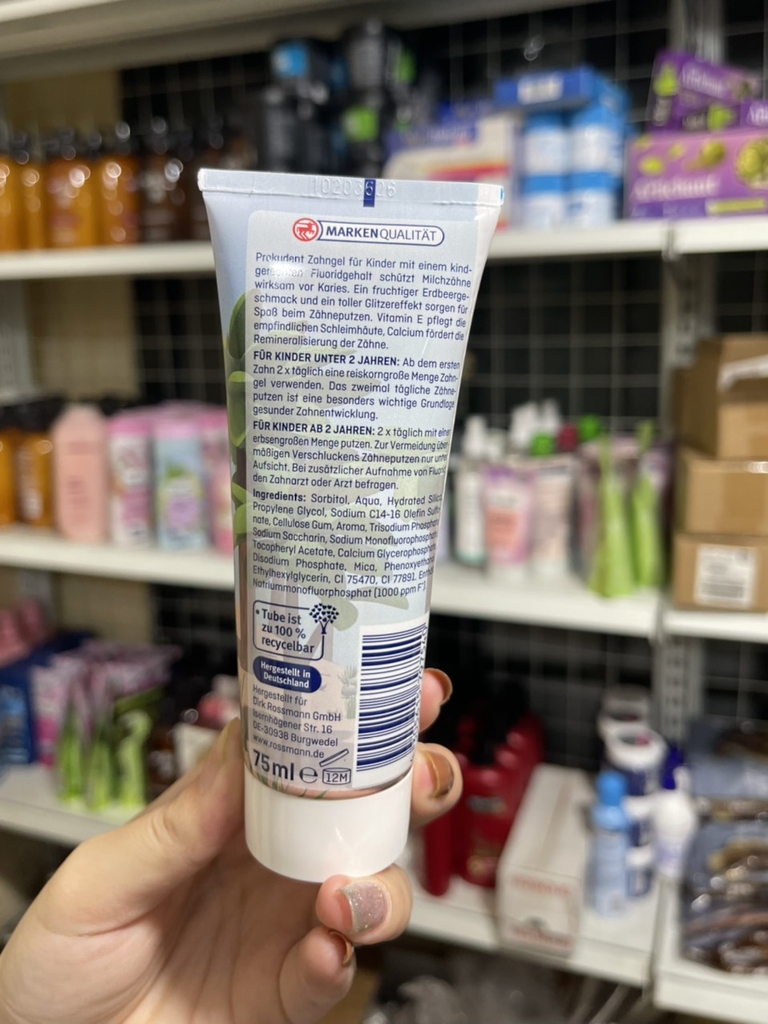 MARKENQUALITÄT
Prokudent Zahngel für Kinder mit einem kind-
gerechten Fluoridgehalt schützt Milchzähne
wirksam vor Karies. Ein fruchtiger Erdbeerge-
schmack und ein toller Glitzereffekt sorgen für
Spaß beim Zähneputzen. Vitamin E pflegt die
empfindlichen Schleimhäute, Calcium fördert die
Remineralisierung der Zähne.
FÜR KINDER UNTER 2 JAHREN: Ab dem ersten
Zahn 2 x täglich eine reiskorngroße Menge Zahn-
gel verwenden. Das zweimal tägliche Zähne-
putzen ist eine besonders wichtige Grundlage
gesunder Zahnentwicklung.
FÜR KINDER AB 2 JAHREN: 2 x täglich mit einer
erbsengroßen Menge putzen. Zur Vermeidung über-
mäßigen Verschluckens Zähneputzen nur unter
Aufsicht. Bei zusätzlicher Aufnahme von Fluorid
den Zahnarzt oder Arzt befragen.
Ingredients: Sorbitol, Aqua, Hydrated Silica,
Propylene Glycol, Sodium C14-16 Olefin Sulfo-
nate, Cellulose Gum, Aroma, Trisodium Phosphate,
Sodium Saccharin, Sodium Monofluorophosphate,
Tocopheryl Acetate, Calcium Glycerophosphate,
Disodium Phosphate, Mica, Phenoxyethanol,
Ethylhexylglycerin, CI 75470, CI 77891. Enthält
Natriummonofluorphosphat (1000 ppm F⁻).
* Tube ist
zu 100 %
recycelbar
Hergestellt in
Deutschland
Hergestellt für
Dirk Rossmann GmbH
Isernhägener Str. 16
DE-30938 Burgwedel
www.rossmann.de
75 ml e 12M